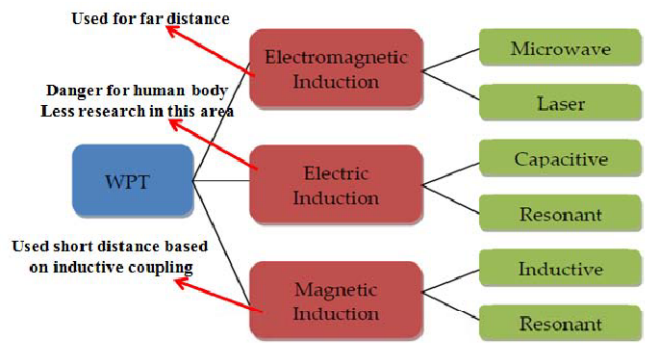 Used for far distance
Electromagnetic
Induction
Microwave
Laser
Danger for human body
Less research in this area
WPT
Electric
Induction
Capacitive
Resonant
Used short distance based
on inductive coupling
Magnetic
Induction
Inductive
Resonant